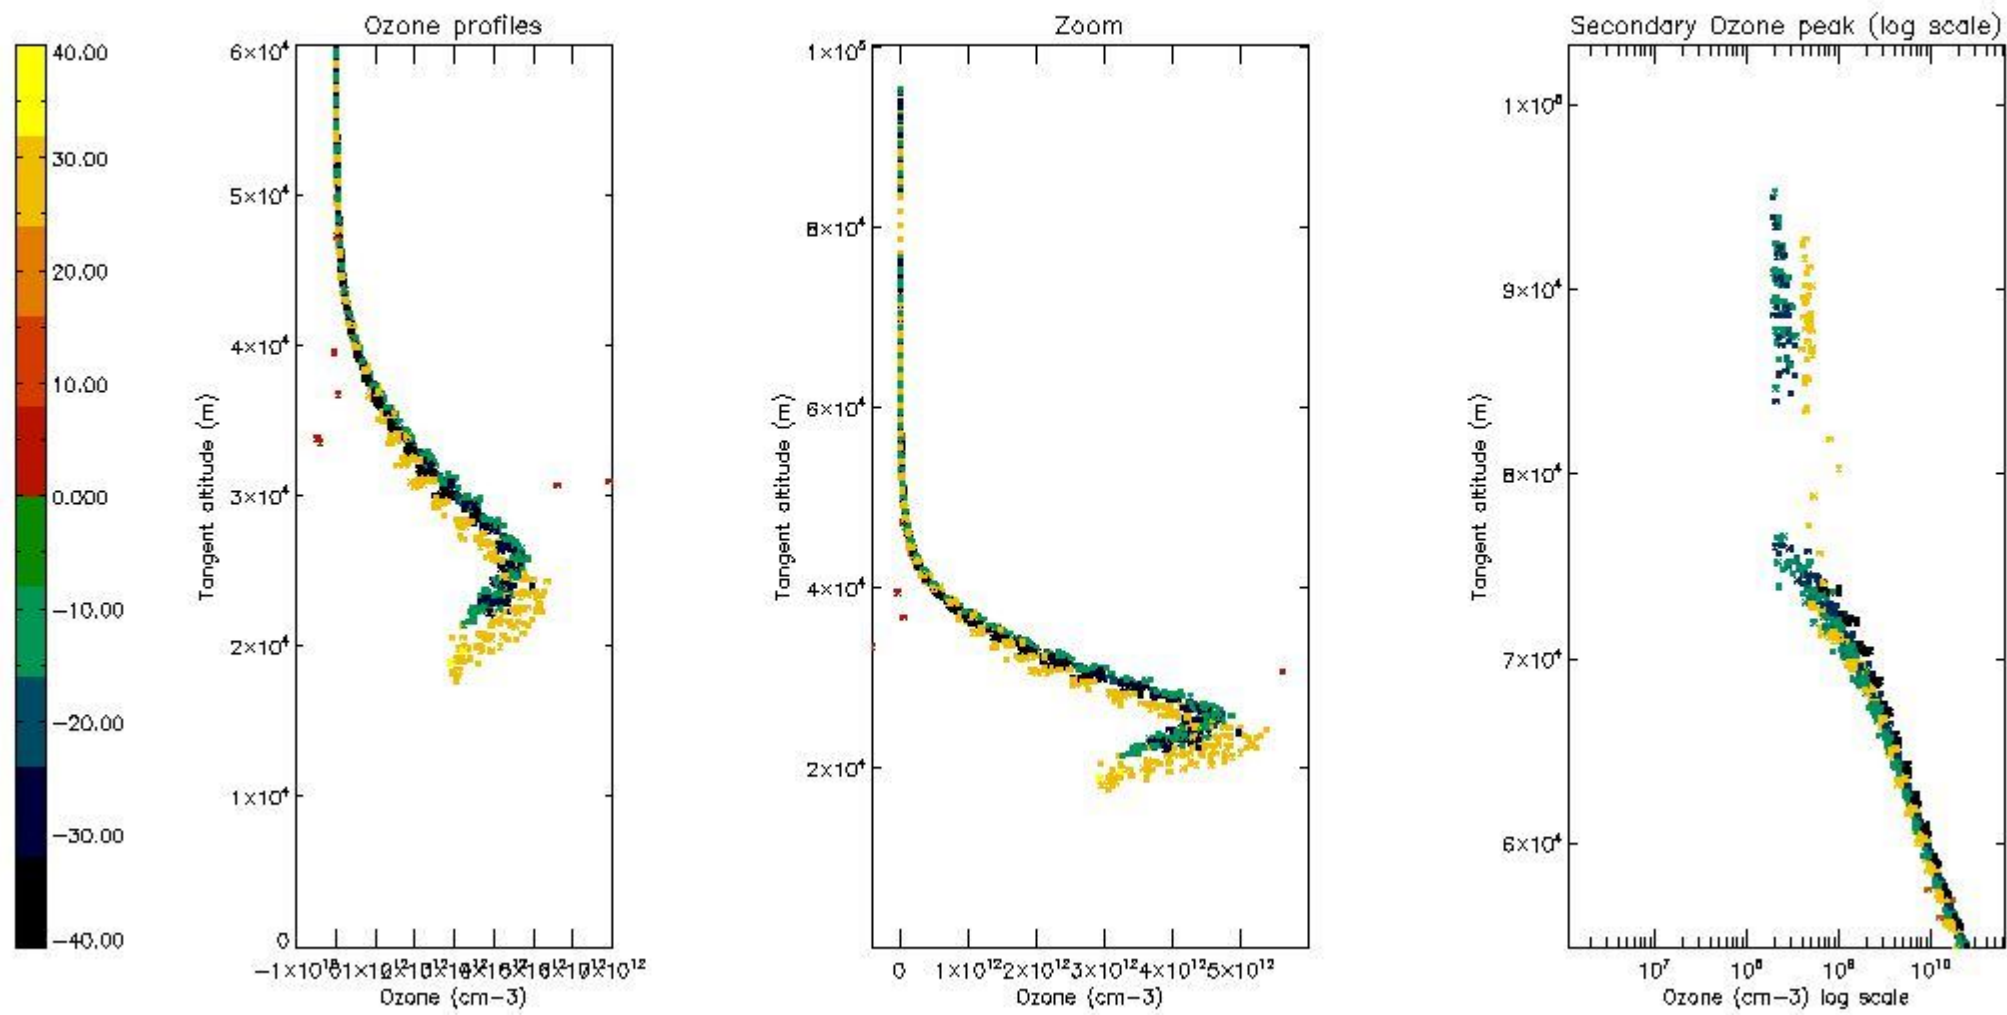 Ozone profiles
Zoom
Secondary Ozone peak (log scale)
40.00
30.00
20.00
10.00
-10.00
-20.00
-30.00
-40.00
6×10⁴
5×10⁴
4×10⁴
3×10⁴
2×10⁴
1×10⁴
0
Tangent altitude (m)
Ozone (cm-3)
1×10⁵
8×10⁴
6×10⁴
4×10⁴
2×10⁴
Tangent altitude (m)
0 1×10¹² 2×10¹² 3×10¹² 4×10¹² 5×10¹²
Ozone (cm-3)
9×10⁴
8×10⁴
7×10⁴
6×10⁴
Tangent altitude (m)
10⁷ 10⁸ 10⁹ 10¹⁰
Ozone (cm-3) log scale